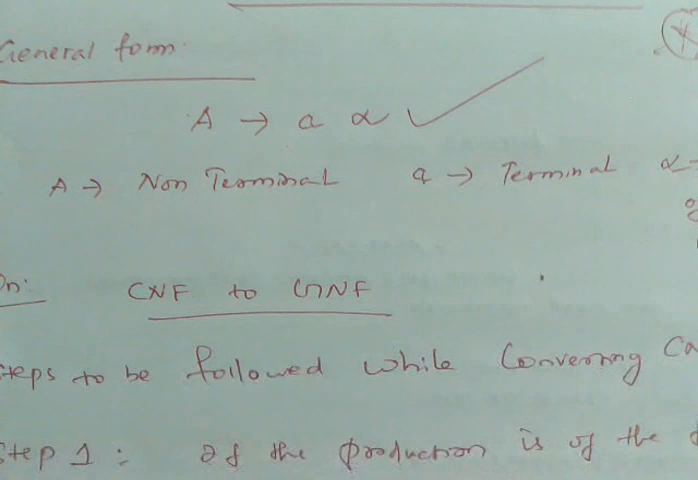 General form.
A → a α
A → Non Terminal a → Terminal α →
CNF to GNF
Steps to be followed while Converning
Step 1: If the production is of the